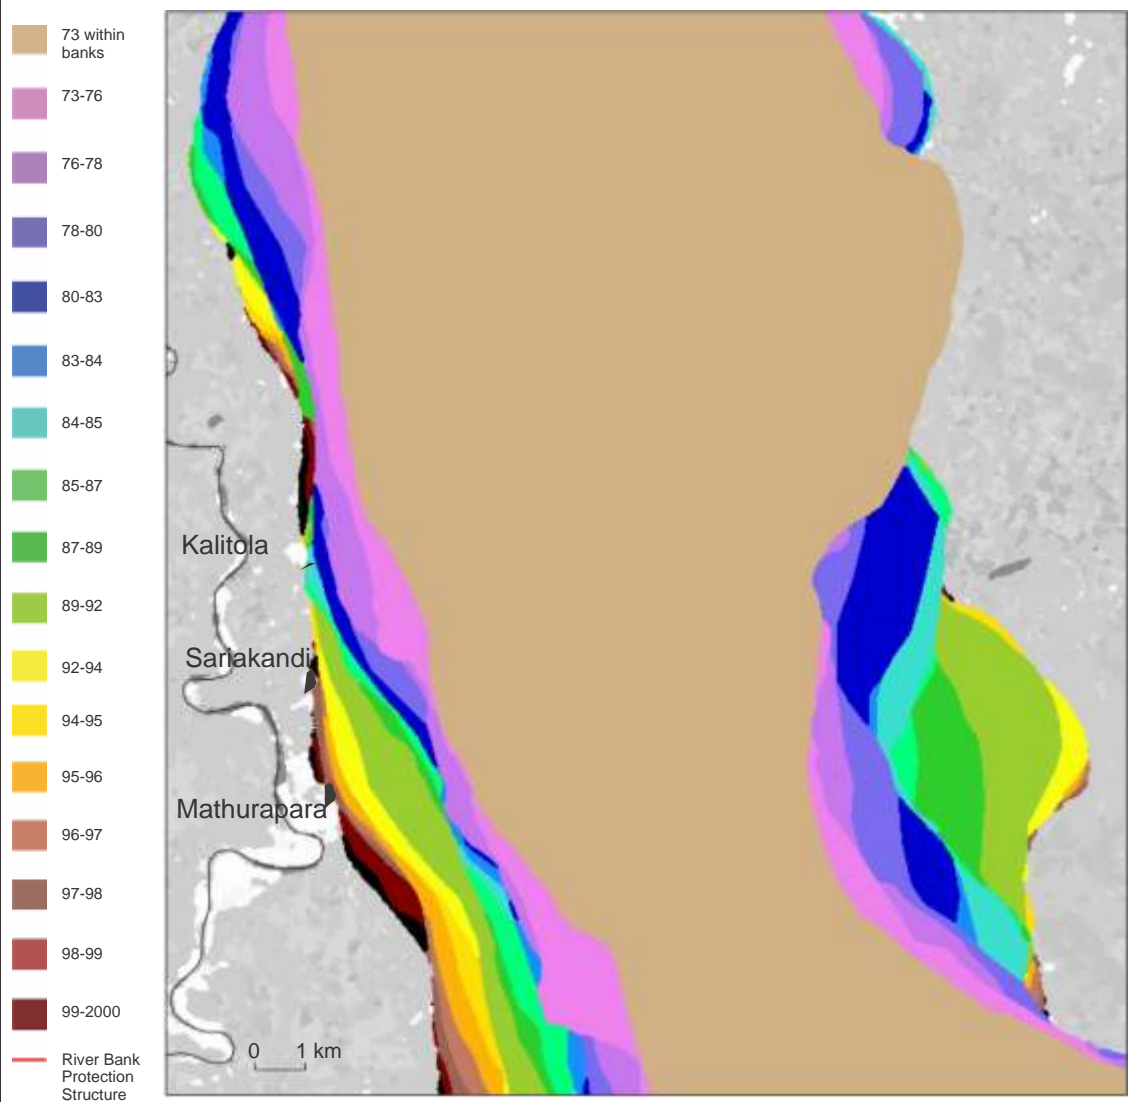 73 within
banks
73-76
76-78
78-80
80-83
83-84
84-85
85-87
87-89
89-92
92-94
94-95
95-96
96-97
97-98
98-99
99-2000
River Bank
Protection
Structure
Kalitola
Sariakandi
Mathurapara
0 1 km